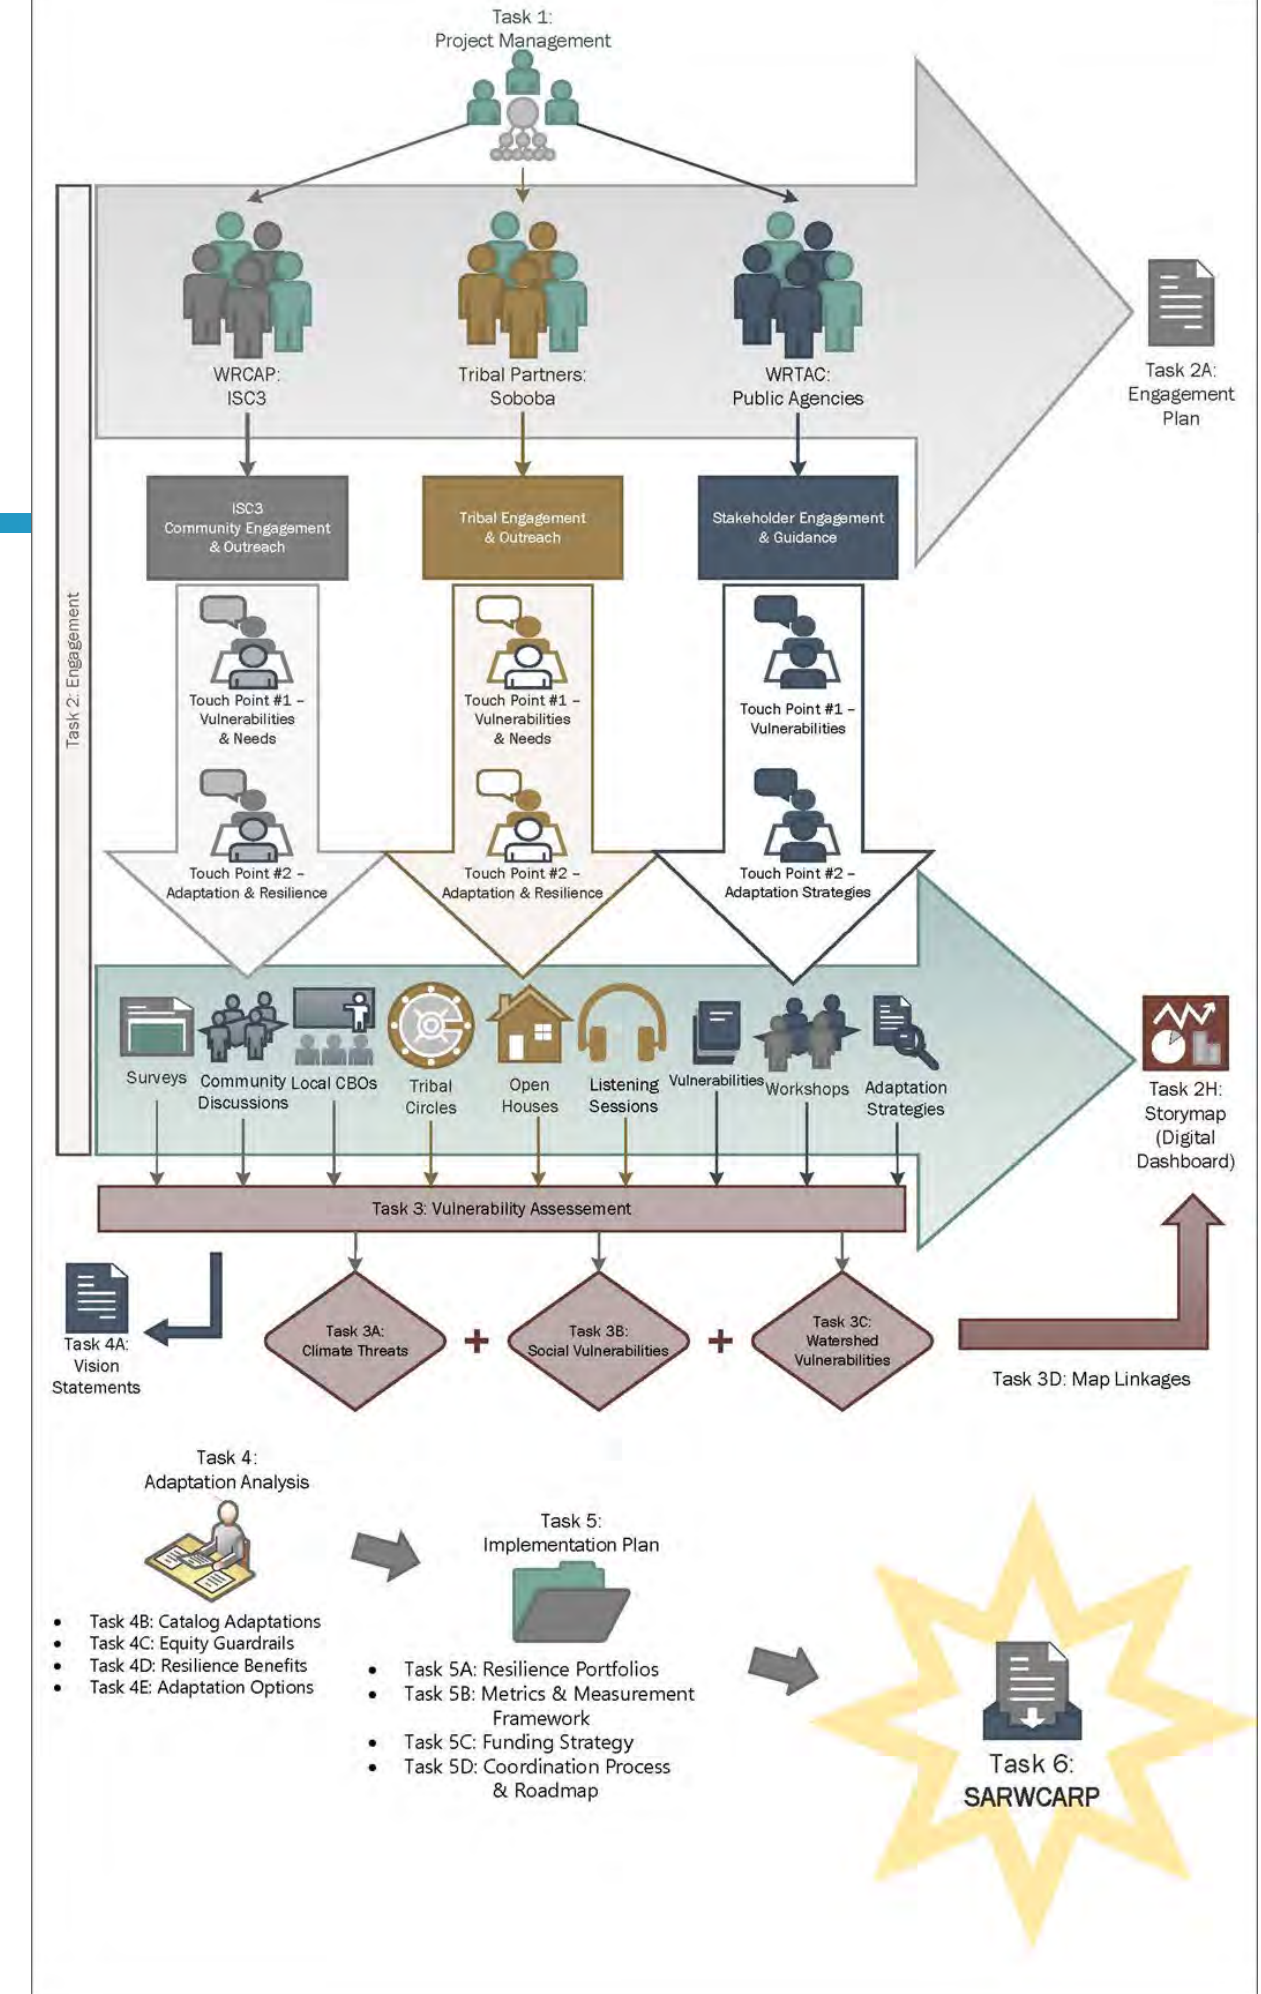 Task 1:
Project Management
WRCAP:
ISC3
Tribal Partners:
Soboba
WRTAC:
Public Agencies
Task 2A:
Engagement
Plan
Task 2: Engagement
ISC3
Community Engagement
& Outreach
Tribal Engagement
& Outreach
Stakeholder Engagement
& Guidance
Touch Point #1 –
Vulnerabilities
& Needs
Touch Point #1 –
Vulnerabilities
& Needs
Touch Point #1 –
Vulnerabilities
Touch Point #2 –
Adaptation & Resilience
Touch Point #2 –
Adaptation & Resilience
Touch Point #2 –
Adaptation Strategies
Surveys
Community
Discussions
Local CBOs
Tribal
Circles
Open
Houses
Listening
Sessions
Vulnerabilities
Workshops
Adaptation
Strategies
Task 2H:
Storymap
(Digital
Dashboard)
Task 3: Vulnerability Assessement
Task 4A:
Vision
Statements
Task 3A:
Climate Threats
+
Task 3B:
Social Vulnerabilities
+
Task 3C:
Watershed
Vulnerabilities
Task 3D: Map Linkages
Task 4:
Adaptation Analysis
• Task 4B: Catalog Adaptations
• Task 4C: Equity Guardrails
• Task 4D: Resilience Benefits
• Task 4E: Adaptation Options
Task 5:
Implementation Plan
• Task 5A: Resilience Portfolios
• Task 5B: Metrics & Measurement
Framework
• Task 5C: Funding Strategy
• Task 5D: Coordination Process
& Roadmap
Task 6:
SARWCARP